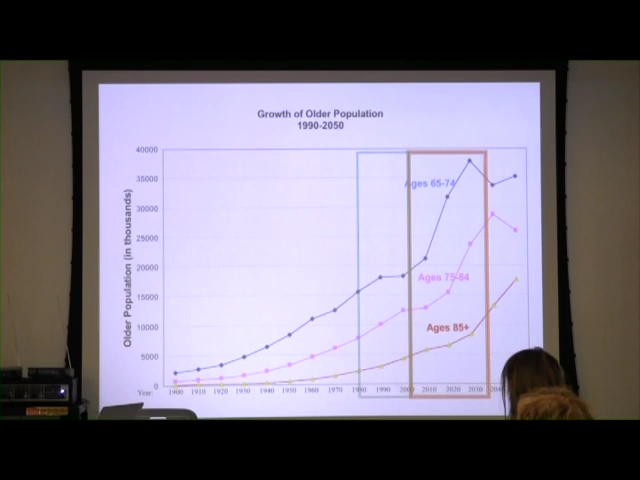 Growth of Older Population
1990-2050
Older Population (in thousands)
40000
35000
30000
25000
20000
15000
10000
5000
0
Ages 65-74
Ages 75-84
Ages 85+
Year: 1900 1910 1920 1930 1940 1950 1960 1970 1980 1990 2000 2010 2020 2030